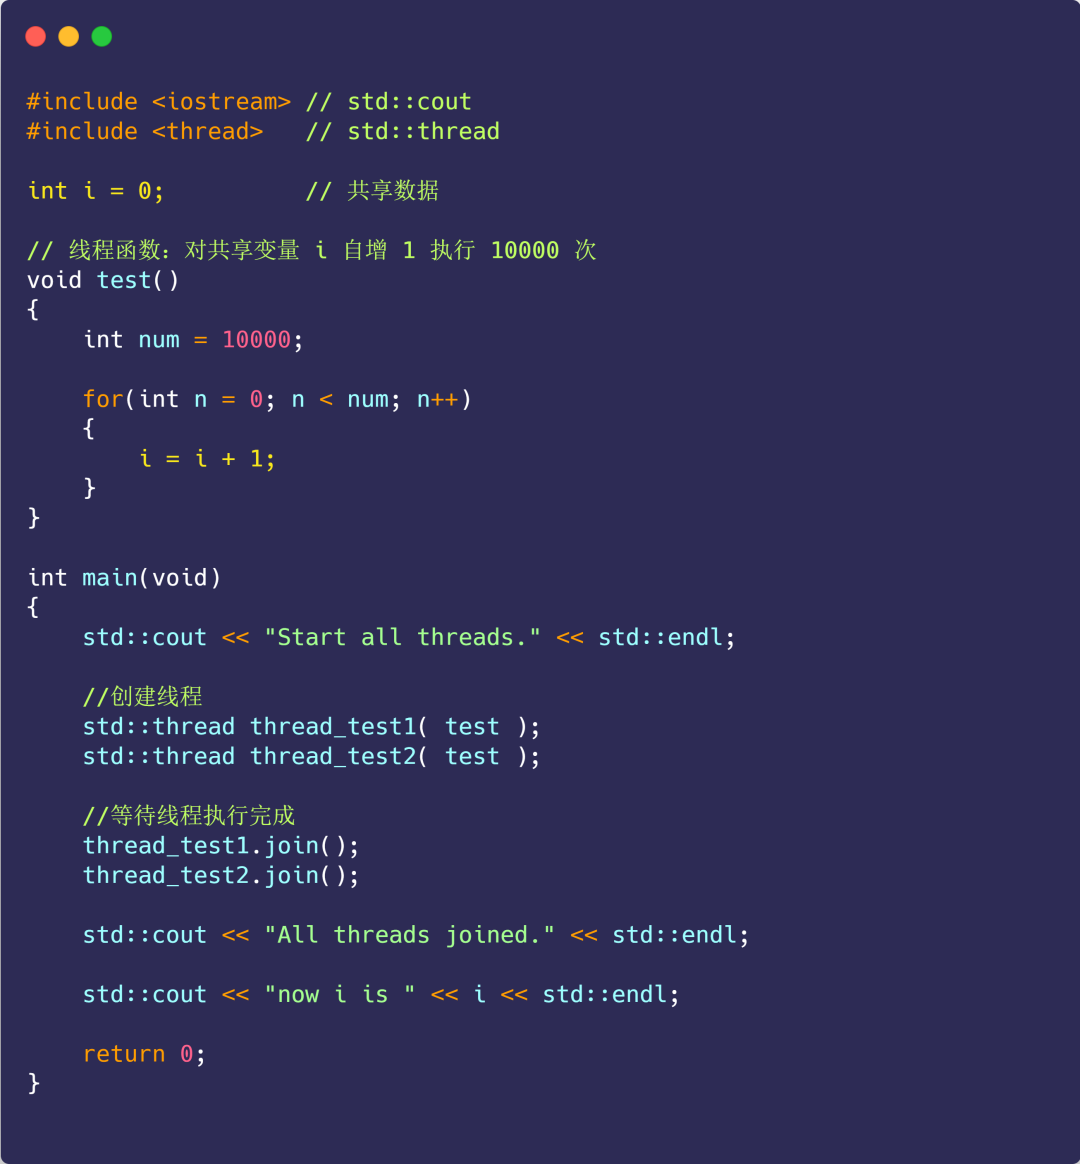 #include <iostream> // std::cout
#include <thread>   // std::thread

int i = 0;          // 共享数据

// 线程函数：对共享变量 i 自增 1 执行 10000 次
void test()
{
    int num = 10000;

    for(int n = 0; n < num; n++)
    {
        i = i + 1;
    }
}

int main(void)
{
    std::cout << "Start all threads." << std::endl;

    //创建线程
    std::thread thread_test1( test );
    std::thread thread_test2( test );

    //等待线程执行完成
    thread_test1.join();
    thread_test2.join();

    std::cout << "All threads joined." << std::endl;

    std::cout << "now i is " << i << std::endl;

    return 0;
}